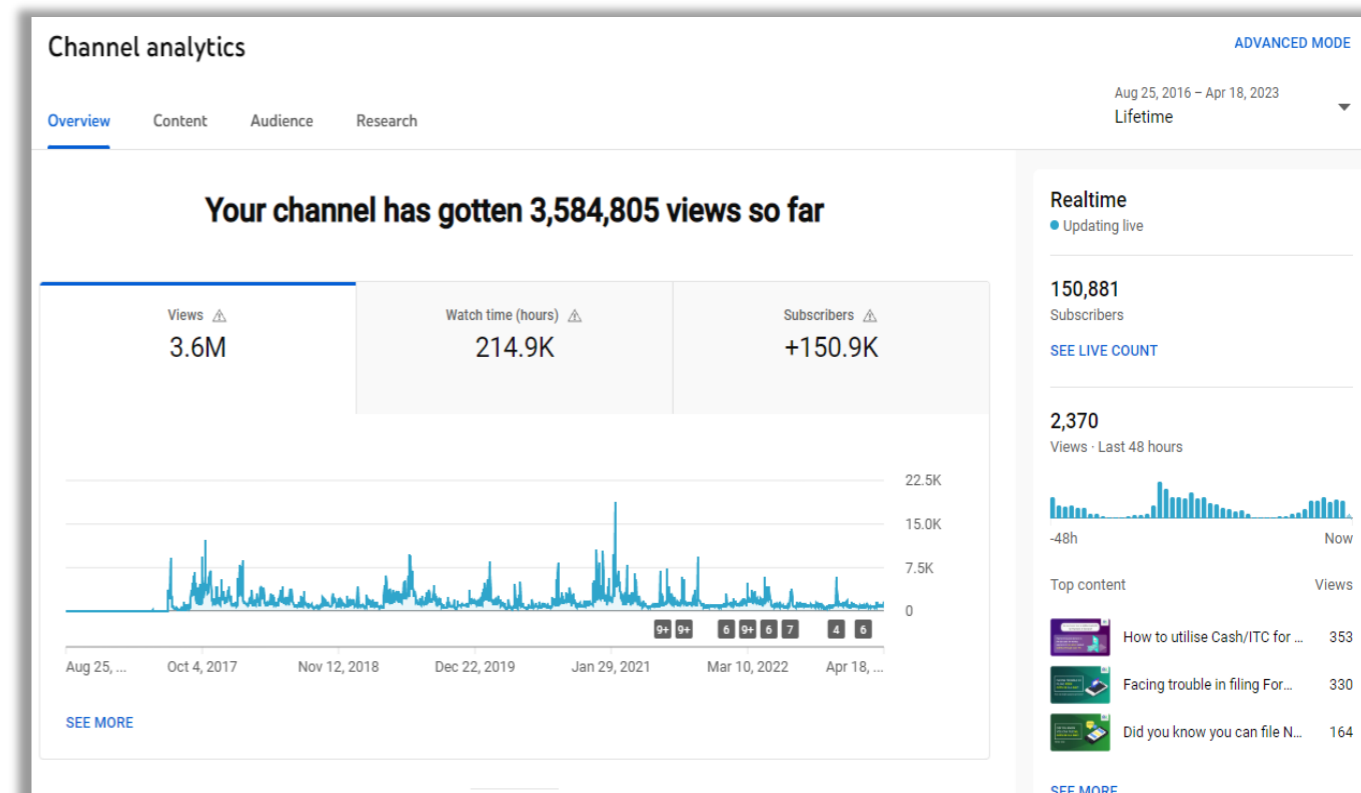 Channel analytics
ADVANCED MODE
Overview Content Audience Research
Aug 25, 2016 – Apr 18, 2023
Lifetime
Your channel has gotten 3,584,805 views so far
Views
3.6M
Watch time (hours)
214.9K
Subscribers
+150.9K
22.5K
15.0K
7.5K
0
9+ 9+ 6 9+ 6 7 4 6
Aug 25, ... Oct 4, 2017 Nov 12, 2018 Dec 22, 2019 Jan 29, 2021 Mar 10, 2022 Apr 18, ...
SEE MORE
Realtime
Updating live
150,881
Subscribers
SEE LIVE COUNT
2,370
Views · Last 48 hours
-48h Now
Top content Views
How to utilise Cash/ITC for ... 353
Facing trouble in filing For... 330
Did you know you can file N... 164
SEE MORE